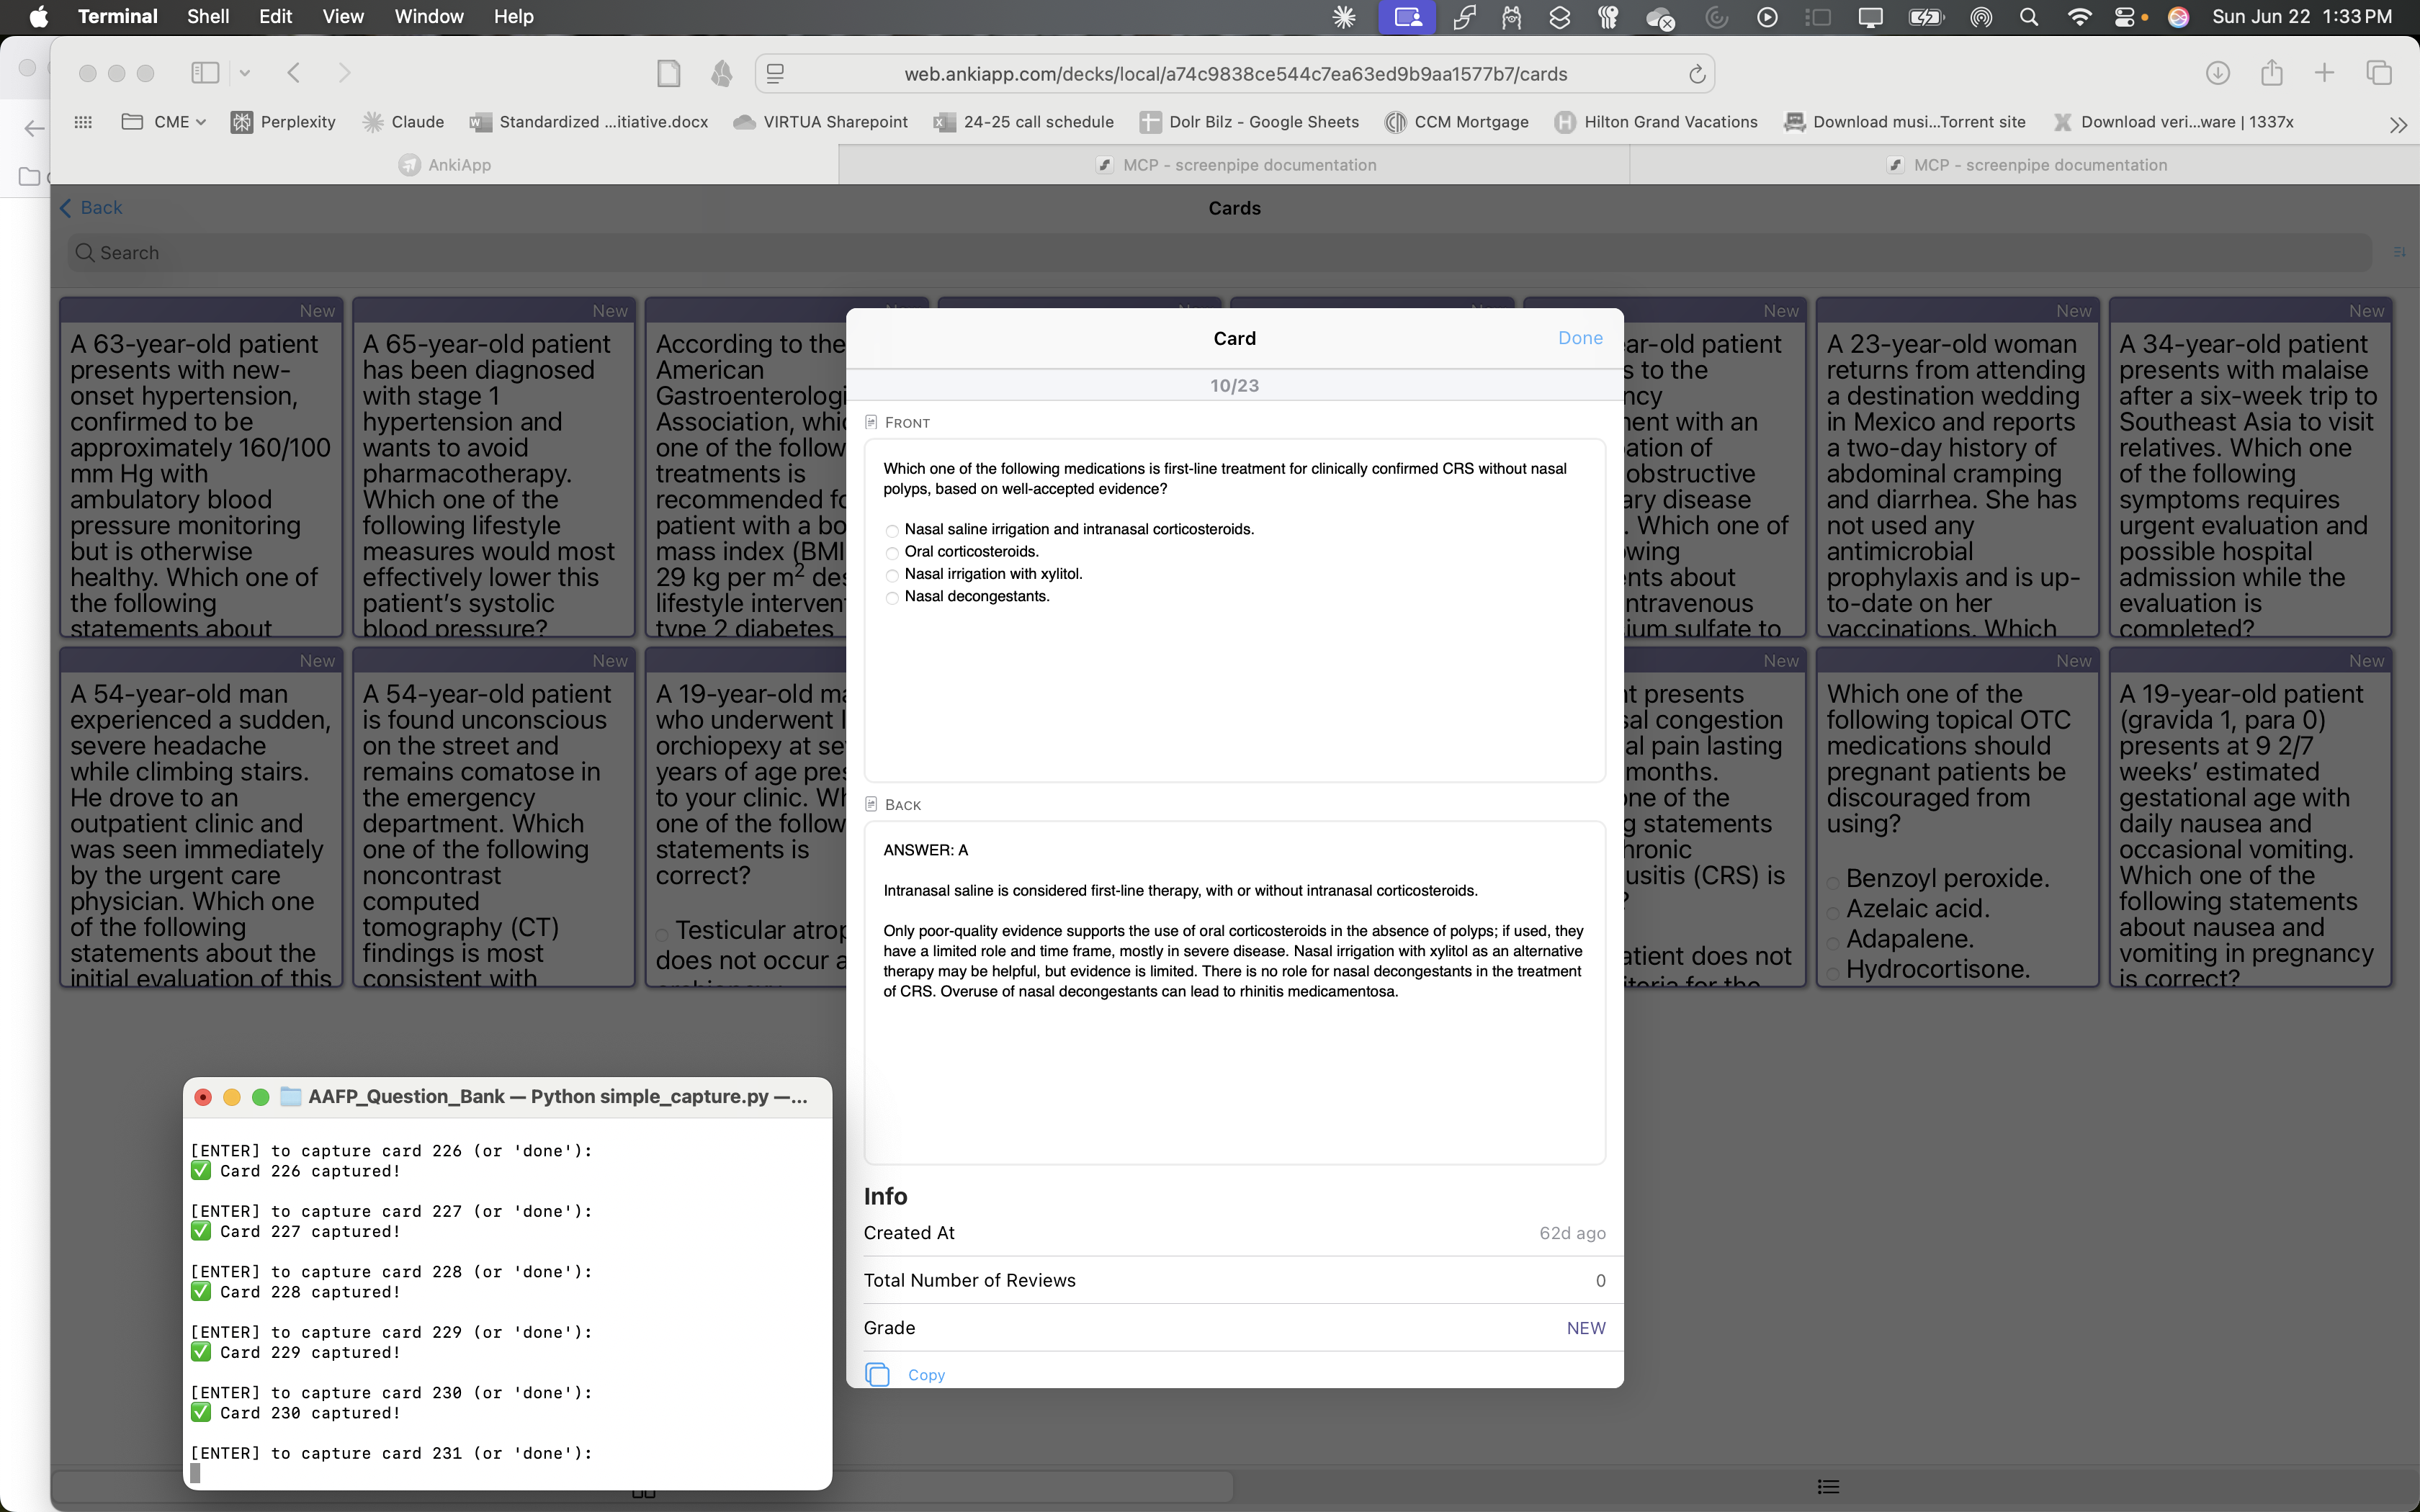 Terminal Shell Edit View Window Help
Sun Jun 22 1:33 PM
web.ankiapp.com/decks/local/a74c9838ce544c7ea63ed9b9aa1577b7/cards
CME Perplexity Claude Standardized ...itiative.docx VIRTUA Sharepoint 24-25 call schedule Dolr Bilz - Google Sheets CCM Mortgage Hilton Grand Vacations Download musi...Torrent site Download veri...ware | 1337x
AnkiApp
MCP - screenpipe documentation
MCP - screenpipe documentation
Back
Cards
Search
New
A 63-year-old patient
presents with new-
onset hypertension,
confirmed to be
approximately 160/100
mm Hg with
ambulatory blood
pressure monitoring
but is otherwise
healthy. Which one of
the following
statements about
New
A 65-year-old patient
has been diagnosed
with stage 1
hypertension and
wants to avoid
pharmacotherapy.
Which one of the
following lifestyle
measures would most
effectively lower this
patient's systolic
blood pressure?
According to the
American
Gastroenterologi
Association, whic
one of the follow
treatments is
recommended fo
patient with a bo
mass index (BMI
29 kg per m2 des
lifestyle interven
type 2 diabetes
New
ar-old patient
s to the
ncy
ent with an
ation of
obstructive
ary disease
. Which one of
wing
nts about
ntravenous
ium sulfate to
New
A 23-year-old woman
returns from attending
a destination wedding
in Mexico and reports
a two-day history of
abdominal cramping
and diarrhea. She has
not used any
antimicrobial
prophylaxis and is up-
to-date on her
vaccinations. Which
New
A 34-year-old patient
presents with malaise
after a six-week trip to
Southeast Asia to visit
relatives. Which one
of the following
symptoms requires
urgent evaluation and
possible hospital
admission while the
evaluation is
completed?
New
A 54-year-old man
experienced a sudden,
severe headache
while climbing stairs.
He drove to an
outpatient clinic and
was seen immediately
by the urgent care
physician. Which one
of the following
statements about the
initial evaluation of this
New
A 54-year-old patient
is found unconscious
on the street and
remains comatose in
the emergency
department. Which
one of the following
noncontrast
computed
tomography (CT)
findings is most
consistent with
A 19-year-old ma
who underwent l
orchiopexy at se
years of age pres
to your clinic. Wh
one of the follow
statements is
correct?
Testicular atrop
does not occur a
New
t presents
sal congestion
al pain lasting
months.
ne of the
g statements
hronic
usitis (CRS) is
?
atient does not
New
Which one of the
following topical OTC
medications should
pregnant patients be
discouraged from
using?
Benzoyl peroxide.
Azelaic acid.
Adapalene.
Hydrocortisone.
New
A 19-year-old patient
(gravida 1, para 0)
presents at 9 2/7
weeks' estimated
gestational age with
daily nausea and
occasional vomiting.
Which one of the
following statements
about nausea and
vomiting in pregnancy
is correct?
Card
Done
10/23
FRONT
Which one of the following medications is first-line treatment for clinically confirmed CRS without nasal
polyps, based on well-accepted evidence?
Nasal saline irrigation and intranasal corticosteroids.
Oral corticosteroids.
Nasal irrigation with xylitol.
Nasal decongestants.
BACK
ANSWER: A
Intranasal saline is considered first-line therapy, with or without intranasal corticosteroids.
Only poor-quality evidence supports the use of oral corticosteroids in the absence of polyps; if used, they
have a limited role and time frame, mostly in severe disease. Nasal irrigation with xylitol as an alternative
therapy may be helpful, but evidence is limited. There is no role for nasal decongestants in the treatment
of CRS. Overuse of nasal decongestants can lead to rhinitis medicamentosa.
Info
Created At 62d ago
Total Number of Reviews 0
Grade NEW
Copy
AAFP_Question_Bank — Python simple_capture.py —...
[ENTER] to capture card 226 (or 'done'):
✅ Card 226 captured!
[ENTER] to capture card 227 (or 'done'):
✅ Card 227 captured!
[ENTER] to capture card 228 (or 'done'):
✅ Card 228 captured!
[ENTER] to capture card 229 (or 'done'):
✅ Card 229 captured!
[ENTER] to capture card 230 (or 'done'):
✅ Card 230 captured!
[ENTER] to capture card 231 (or 'done'):